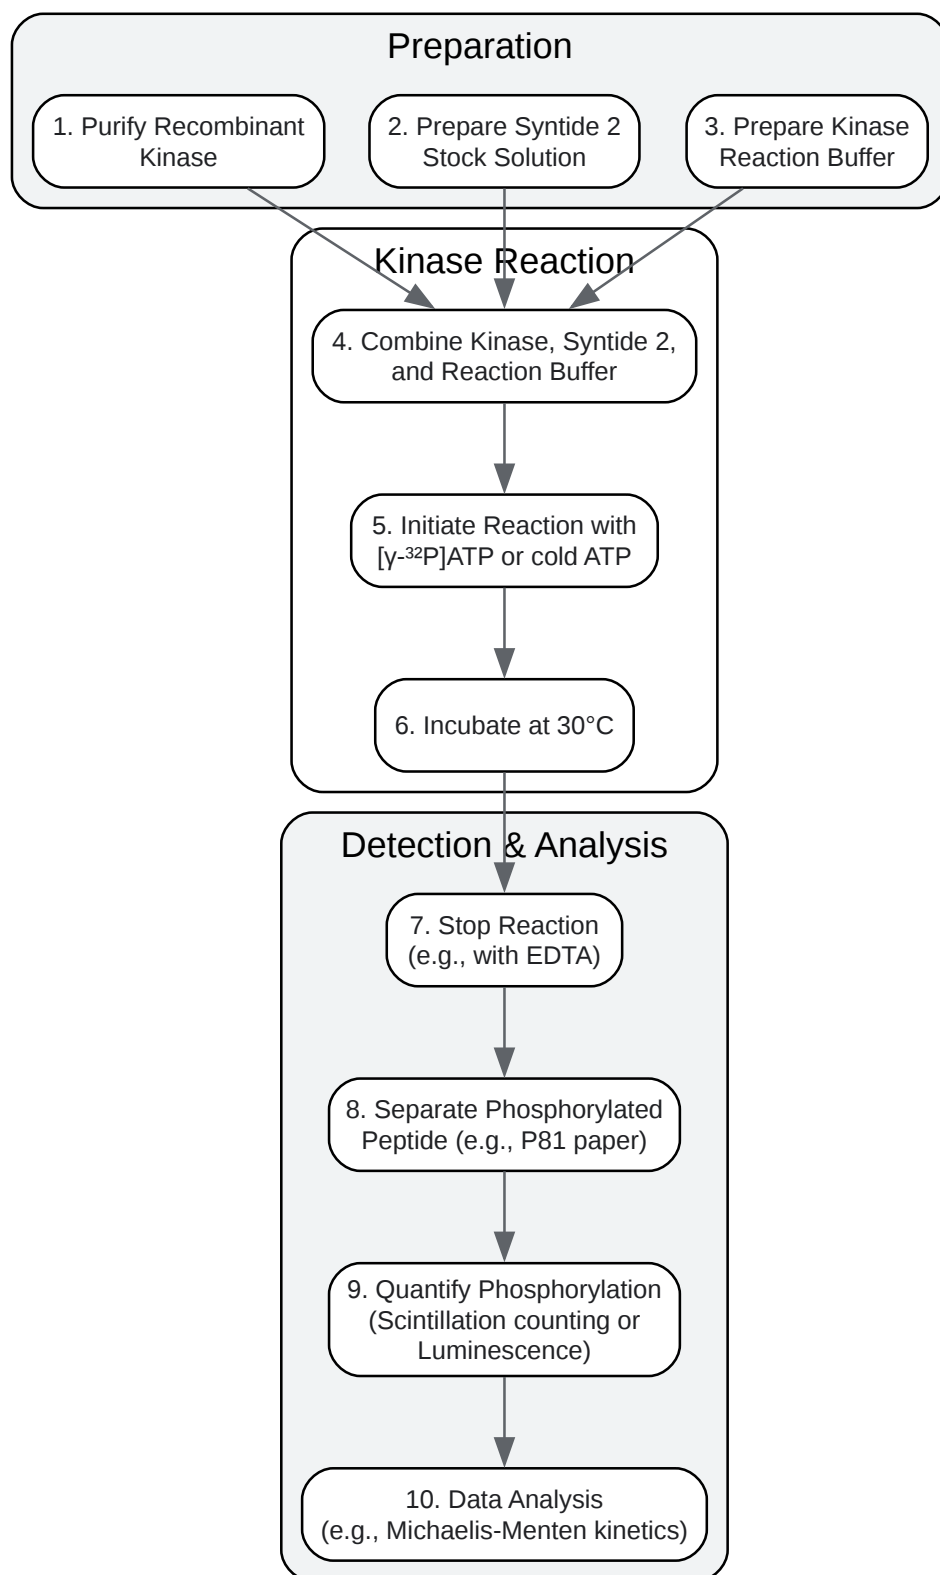 Preparation
1. Purify Recombinant
Kinase
2. Prepare Syntide 2
Stock Solution
3. Prepare Kinase
Reaction Buffer
Kinase Reaction
4. Combine Kinase, Syntide 2,
and Reaction Buffer
5. Initiate Reaction with
[γ-³²P]ATP or cold ATP
6. Incubate at 30°C
Detection & Analysis
7. Stop Reaction
(e.g., with EDTA)
8. Separate Phosphorylated
Peptide (e.g., P81 paper)
9. Quantify Phosphorylation
(Scintillation counting or
Luminescence)
10. Data Analysis
(e.g., Michaelis-Menten kinetics)